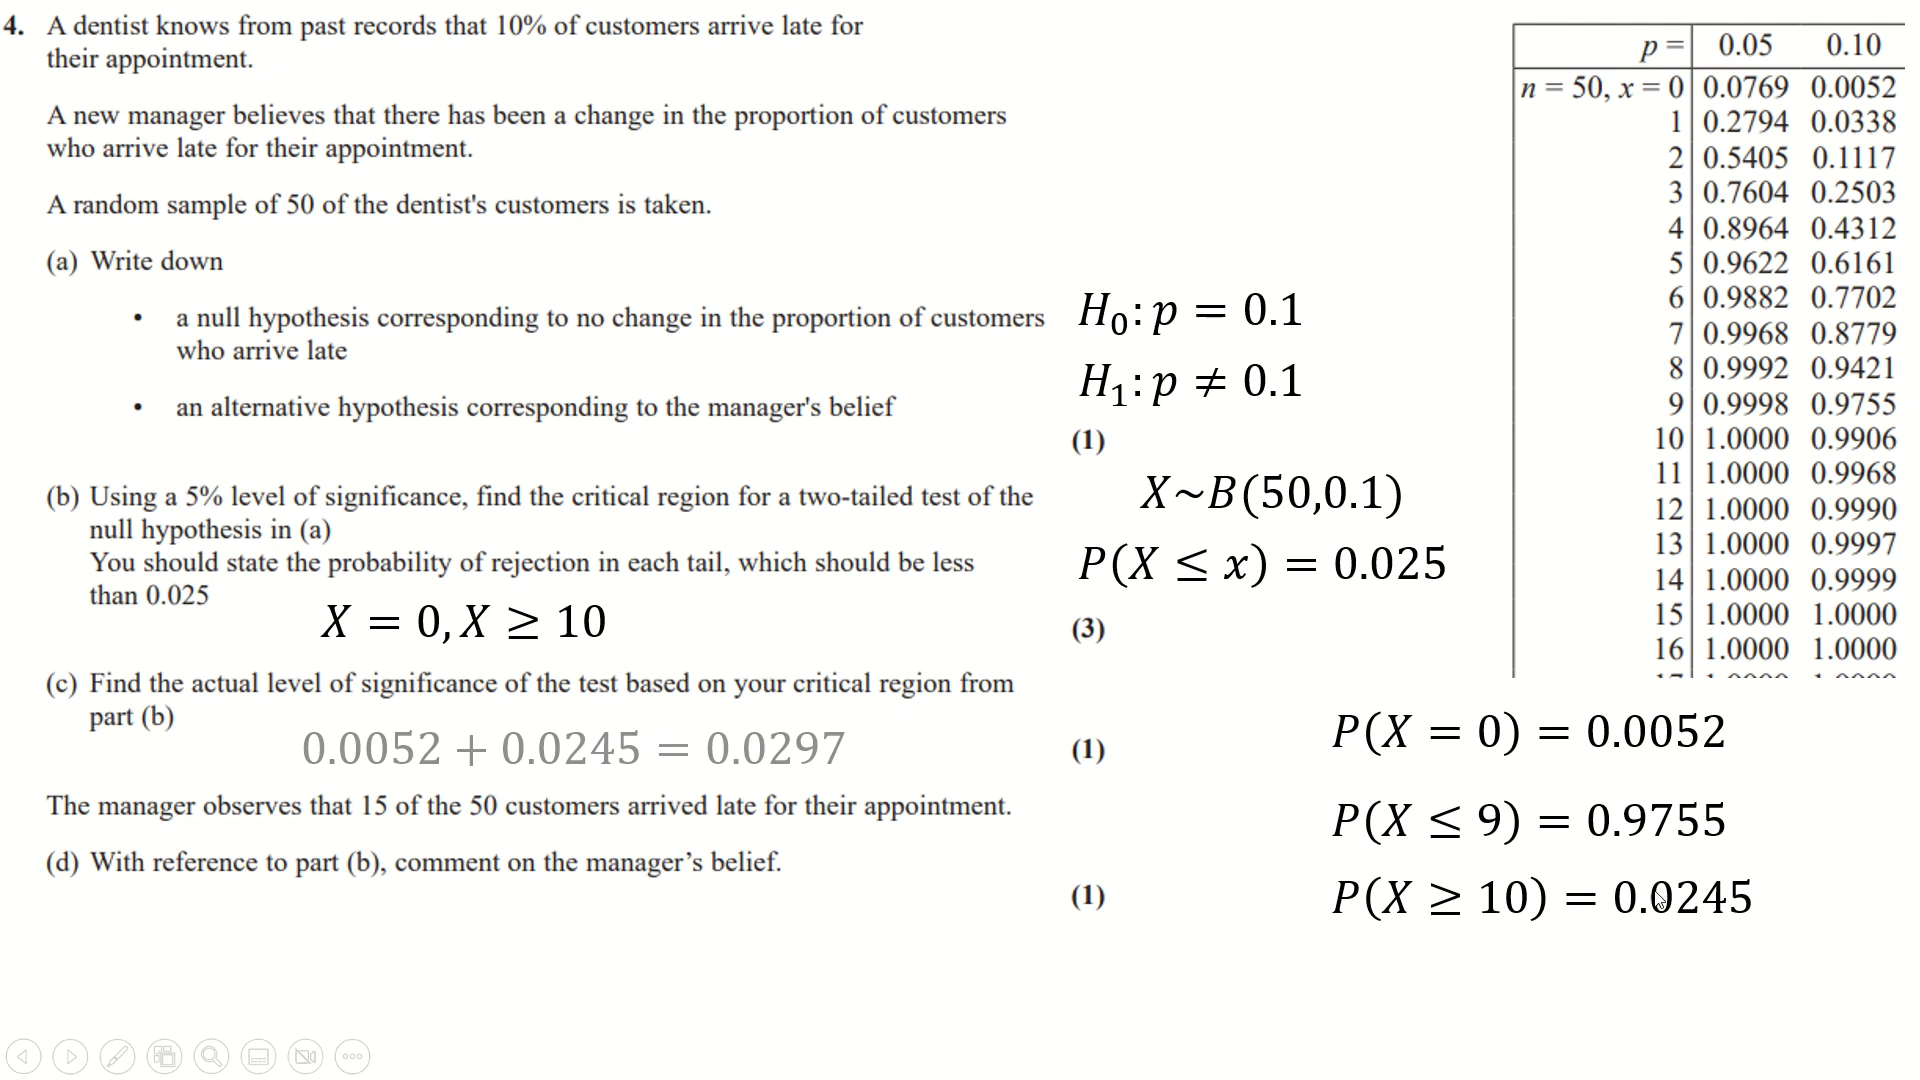 4. A dentist knows from past records that 10% of customers arrive late for
their appointment.
A new manager believes that there has been a change in the proportion of customers
who arrive late for their appointment.
A random sample of 50 of the dentist's customers is taken.
(a) Write down
• a null hypothesis corresponding to no change in the proportion of customers
who arrive late
• an alternative hypothesis corresponding to the manager's belief
H₀: p = 0.1
H₁: p ≠ 0.1
(1)
(b) Using a 5% level of significance, find the critical region for a two-tailed test of the
null hypothesis in (a)
You should state the probability of rejection in each tail, which should be less
than 0.025
X = 0, X ≥ 10
X~B(50,0.1)
P(X ≤ x) = 0.025
(3)
(c) Find the actual level of significance of the test based on your critical region from
part (b)
0.0052 + 0.0245 = 0.0297
(1)
The manager observes that 15 of the 50 customers arrived late for their appointment.
(d) With reference to part (b), comment on the manager’s belief.
(1)
p = 0.05 0.10
n = 50, x = 0 0.0769 0.0052
1 0.2794 0.0338
2 0.5405 0.1117
3 0.7604 0.2503
4 0.8964 0.4312
5 0.9622 0.6161
6 0.9882 0.7702
7 0.9968 0.8779
8 0.9992 0.9421
9 0.9998 0.9755
10 1.0000 0.9906
11 1.0000 0.9968
12 1.0000 0.9990
13 1.0000 0.9997
14 1.0000 0.9999
15 1.0000 1.0000
16 1.0000 1.0000
P(X = 0) = 0.0052
P(X ≤ 9) = 0.9755
P(X ≥ 10) = 0.0245